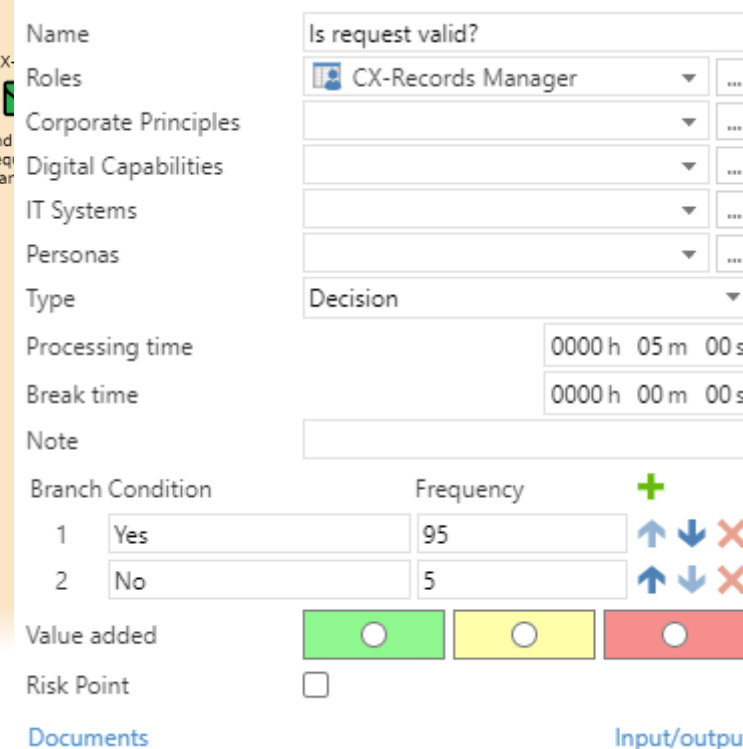 Name Is request valid?
Roles CX-Records Manager ...
Corporate Principles ...
Digital Capabilities ...
IT Systems ...
Personas ...
Type Decision
Processing time 0000 h 05 m 00 s
Break time 0000 h 00 m 00 s
Note
Branch Condition Frequency
1 Yes 95
2 No 5
Value added
Risk Point
Documents Input/outpu